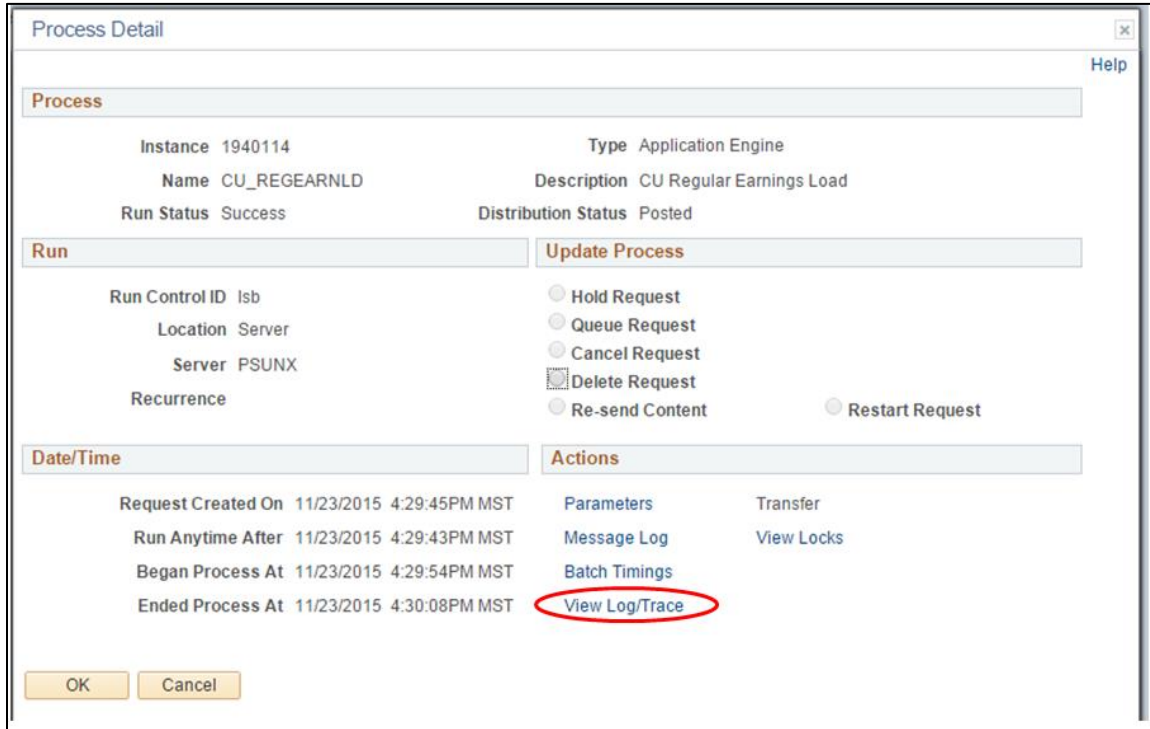 Process Detail
Help
Process
Instance 1940114 Type Application Engine
Name CU_REGEARNLD Description CU Regular Earnings Load
Run Status Success Distribution Status Posted
Run
Run Control ID lsb
Location Server
Server PSUNX
Recurrence
Update Process
Hold Request
Queue Request
Cancel Request
Delete Request
Re-send Content Restart Request
Date/Time
Request Created On 11/23/2015 4:29:45PM MST
Run Anytime After 11/23/2015 4:29:43PM MST
Began Process At 11/23/2015 4:29:54PM MST
Ended Process At 11/23/2015 4:30:08PM MST
Actions
Parameters Transfer
Message Log View Locks
Batch Timings
View Log/Trace
OK Cancel